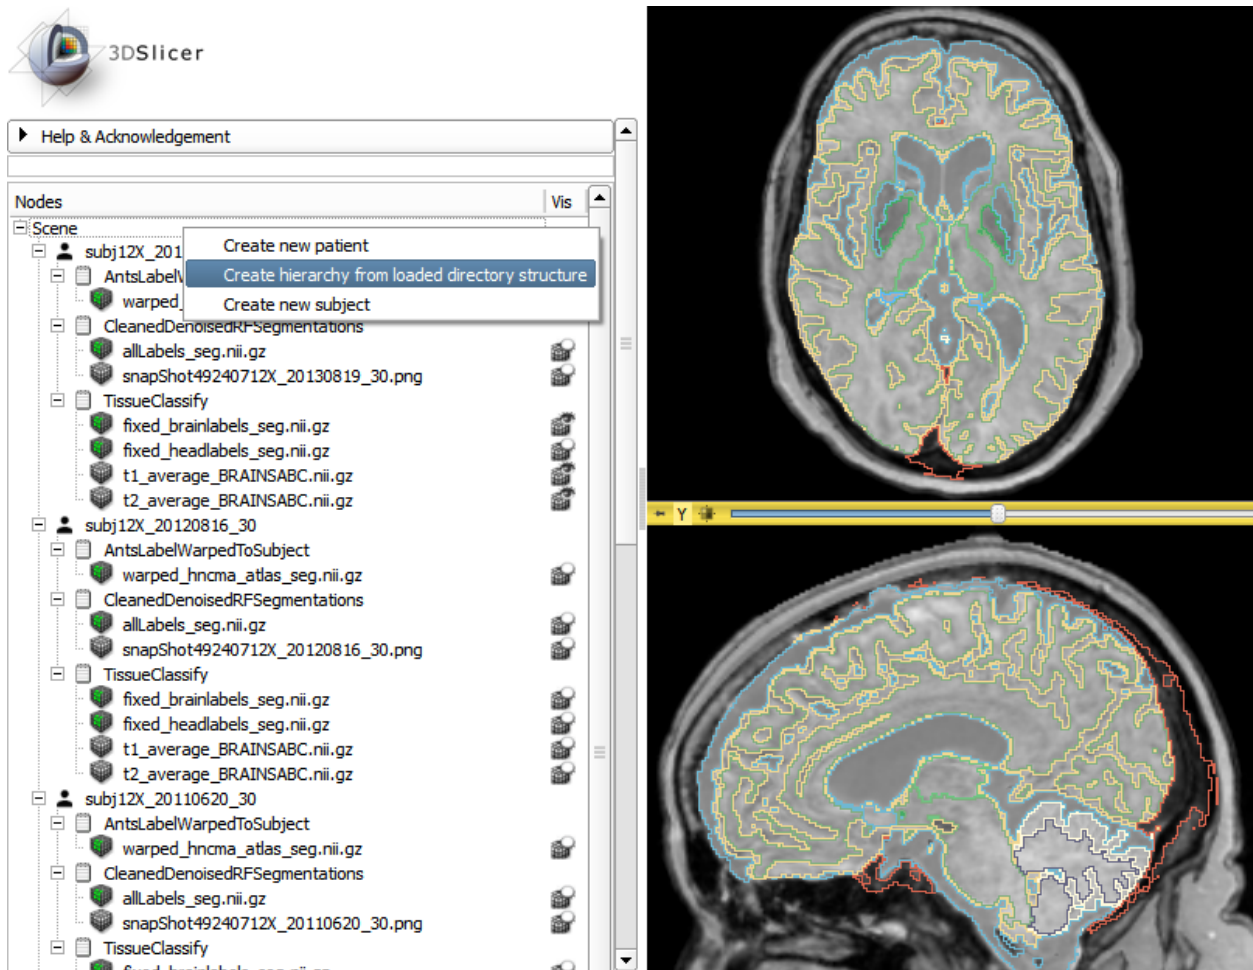 3DSlicer
Help & Acknowledgement
Nodes Vis
Scene
subj12X_201
Create new patient
AntsLabelW
Create hierarchy from loaded directory structure
warped_
Create new subject
CleanedDenoisedRFSegmentations
allLabels_seg.nii.gz
snapShot49240712X_20130819_30.png
TissueClassify
fixed_brainlabels_seg.nii.gz
fixed_headlabels_seg.nii.gz
t1_average_BRAINSABC.nii.gz
t2_average_BRAINSABC.nii.gz
subj12X_20120816_30
AntsLabelWarpedToSubject
warped_hncma_atlas_seg.nii.gz
CleanedDenoisedRFSegmentations
allLabels_seg.nii.gz
snapShot49240712X_20120816_30.png
TissueClassify
fixed_brainlabels_seg.nii.gz
fixed_headlabels_seg.nii.gz
t1_average_BRAINSABC.nii.gz
t2_average_BRAINSABC.nii.gz
subj12X_20110620_30
AntsLabelWarpedToSubject
warped_hncma_atlas_seg.nii.gz
CleanedDenoisedRFSegmentations
allLabels_seg.nii.gz
snapShot49240712X_20110620_30.png
TissueClassify
Y